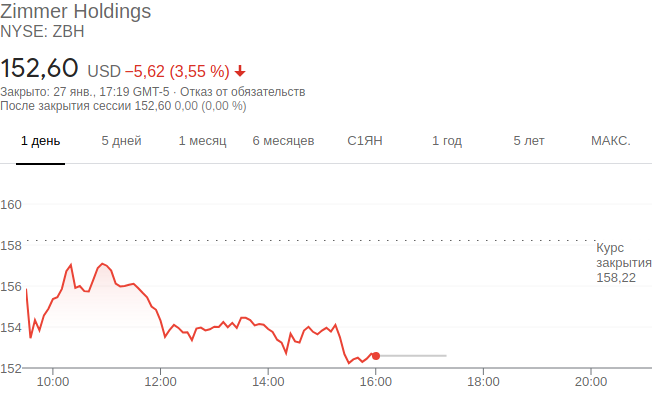 Zimmer Holdings
NYSE: ZBH
152,60 USD −5,62 (3,55 %)
Закрыто: 27 янв., 17:19 GMT-5 · Отказ от обязательств
После закрытия сессии 152,60 0,00 (0,00 %)
1 день 5 дней 1 месяц 6 месяцев С1ЯН 1 год 5 лет МАКС.
160
158
Курс
закрытия
158,22
156
154
152
10:00 12:00 14:00 16:00 18:00 20:00